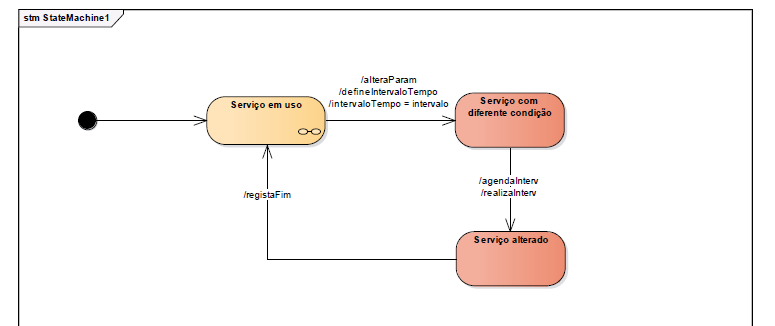 stm StateMachine1
/alteraParam
/defineIntervaloTempo
/intervaloTempo = intervalo
Serviço em uso
Serviço com
diferente condição
/agendaInterv
/realizaInterv
/registaFim
Serviço alterado